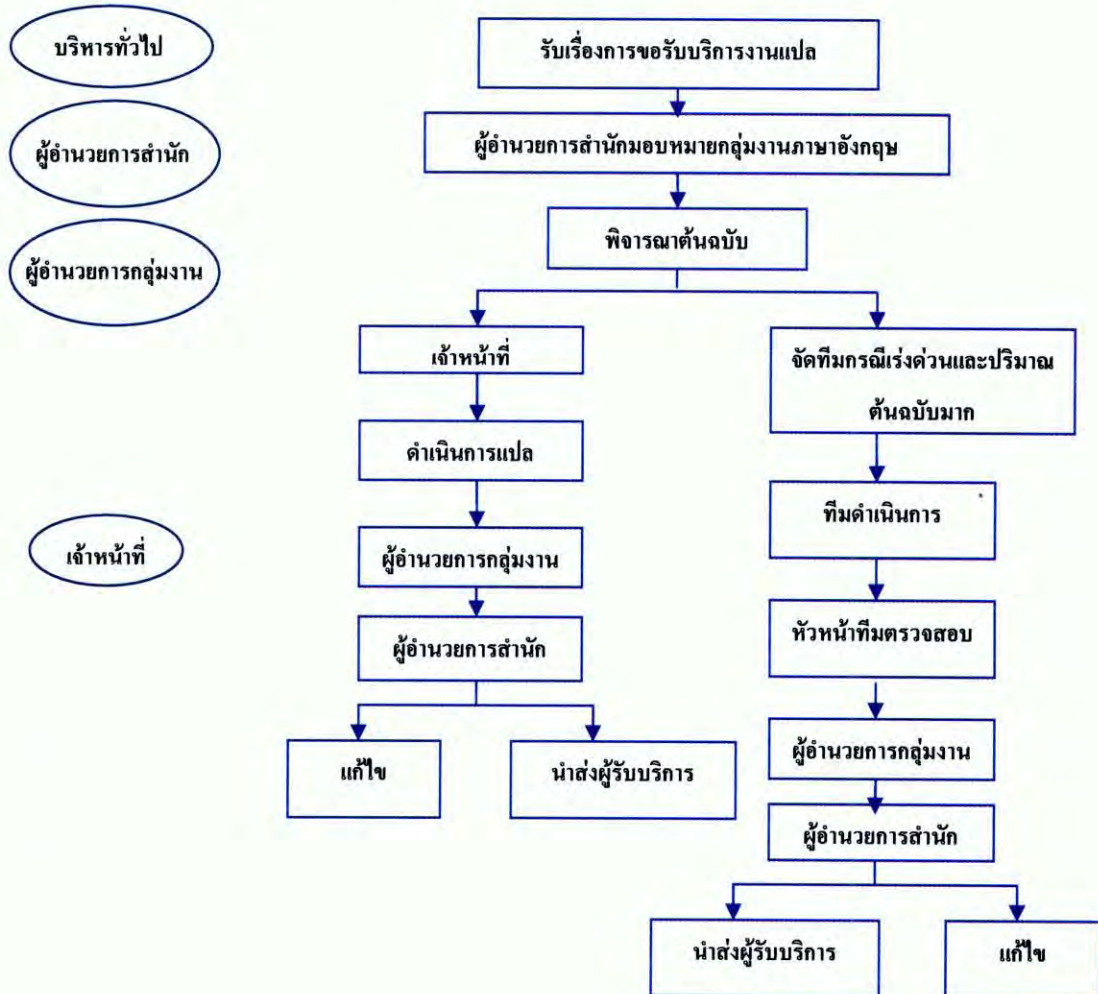 บริหารทั่วไป
รับเรื่องการขอรับบริการงานแปล
ผู้อำนวยการสำนัก
ผู้อำนวยการสำนักมอบหมายกลุ่มงานภาษาอังกฤษ
ผู้อำนวยการกลุ่มงาน
พิจารณาต้นฉบับ
เจ้าหน้าที่
จัดทีมกรณีเร่งด่วนและปริมาณ
ต้นฉบับมาก
ดำเนินการแปล
ทีมดำเนินการ
เจ้าหน้าที่
ผู้อำนวยการกลุ่มงาน
หัวหน้าทีมตรวจสอบ
ผู้อำนวยการสำนัก
แก้ไข
นำส่งผู้รับบริการ
ผู้อำนวยการกลุ่มงาน
ผู้อำนวยการสำนัก
นำส่งผู้รับบริการ
แก้ไข